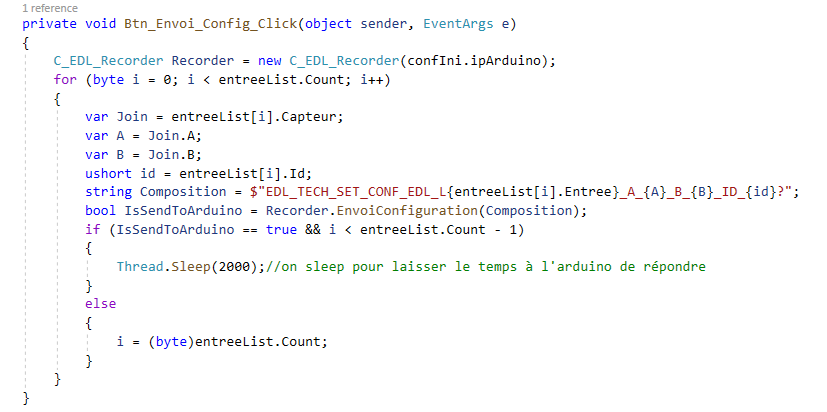 1 reference
private void Btn_Envoi_Config_Click(object sender, EventArgs e)
{
    C_EDL_Recorder Recorder = new C_EDL_Recorder(confIni.ipArduino);
    for (byte i = 0; i < entreeList.Count; i++)
    {
        var Join = entreeList[i].Capteur;
        var A = Join.A;
        var B = Join.B;
        ushort id = entreeList[i].Id;
        string Composition = $"EDL_TECH_SET_CONF_EDL_L{entreeList[i].Entree}_A_{A}_B_{B}_ID_{id}?";
        bool IsSendToArduino = Recorder.EnvoiConfiguration(Composition);
        if (IsSendToArduino == true && i < entreeList.Count - 1)
        {
            Thread.Sleep(2000);//on sleep pour laisser le temps à l'arduino de répondre
        }
        else
        {
            i = (byte)entreeList.Count;
        }
    }
}